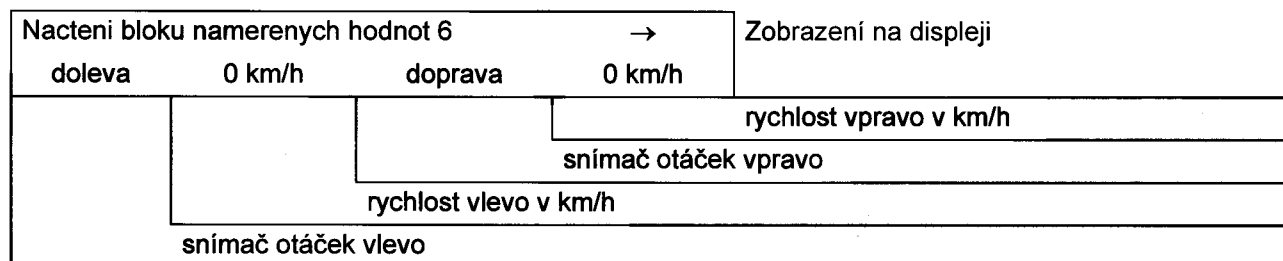 Nacteni bloku namerenych hodnot 6 → Zobrazení na displeji
doleva 0 km/h doprava 0 km/h
rychlost vpravo v km/h
snímač otáček vpravo
rychlost vlevo v km/h
snímač otáček vlevo